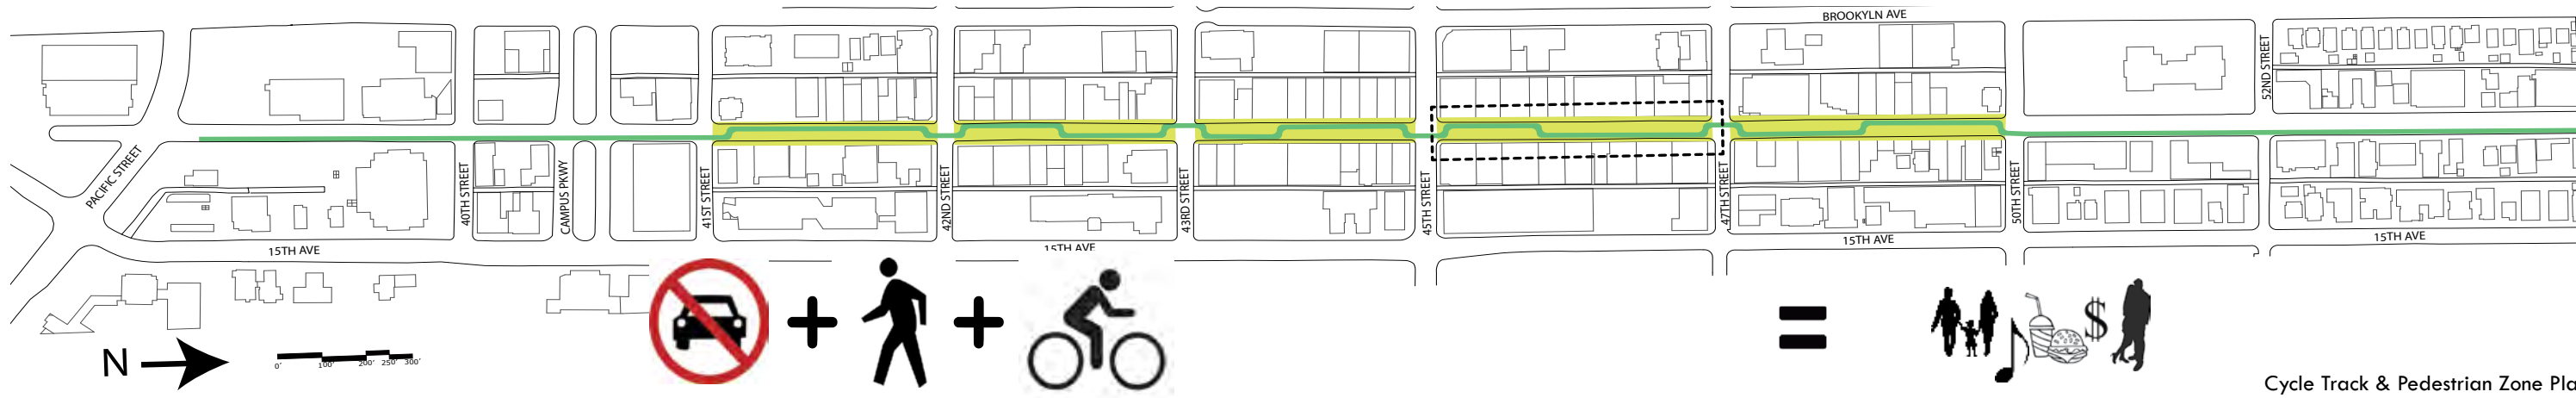 BROOKYLN AVE
PACIFIC STREET
40TH STREET
CAMPUS PKWY
41ST STREET
42ND STREET
43RD STREET
45TH STREET
47TH STREET
50TH STREET
52ND STREET
15TH AVE
15TH AVE
15TH AVE
15TH AVE
N
0' 100' 200' 250' 300'
+ + = $
Cycle Track & Pedestrian Zone Pla